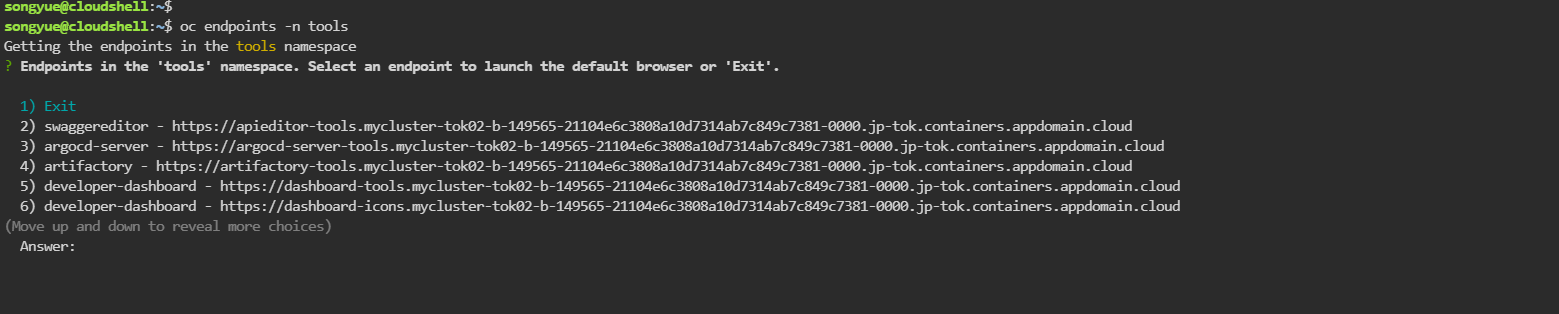 songyue@cloudshell:~$
songyue@cloudshell:~$ oc endpoints -n tools
Getting the endpoints in the tools namespace
? Endpoints in the 'tools' namespace. Select an endpoint to launch the default browser or 'Exit'.
1) Exit
2) swaggereditor - https://apieditor-tools.mycluster-tok02-b-149565-21104e6c3808a10d7314ab7c849c7381-0000.jp-tok.containers.appdomain.cloud
3) argocd-server - https://argocd-server-tools.mycluster-tok02-b-149565-21104e6c3808a10d7314ab7c849c7381-0000.jp-tok.containers.appdomain.cloud
4) artifactory - https://artifactory-tools.mycluster-tok02-b-149565-21104e6c3808a10d7314ab7c849c7381-0000.jp-tok.containers.appdomain.cloud
5) developer-dashboard - https://dashboard-tools.mycluster-tok02-b-149565-21104e6c3808a10d7314ab7c849c7381-0000.jp-tok.containers.appdomain.cloud
6) developer-dashboard - https://dashboard-icons.mycluster-tok02-b-149565-21104e6c3808a10d7314ab7c849c7381-0000.jp-tok.containers.appdomain.cloud
(Move up and down to reveal more choices)
Answer: